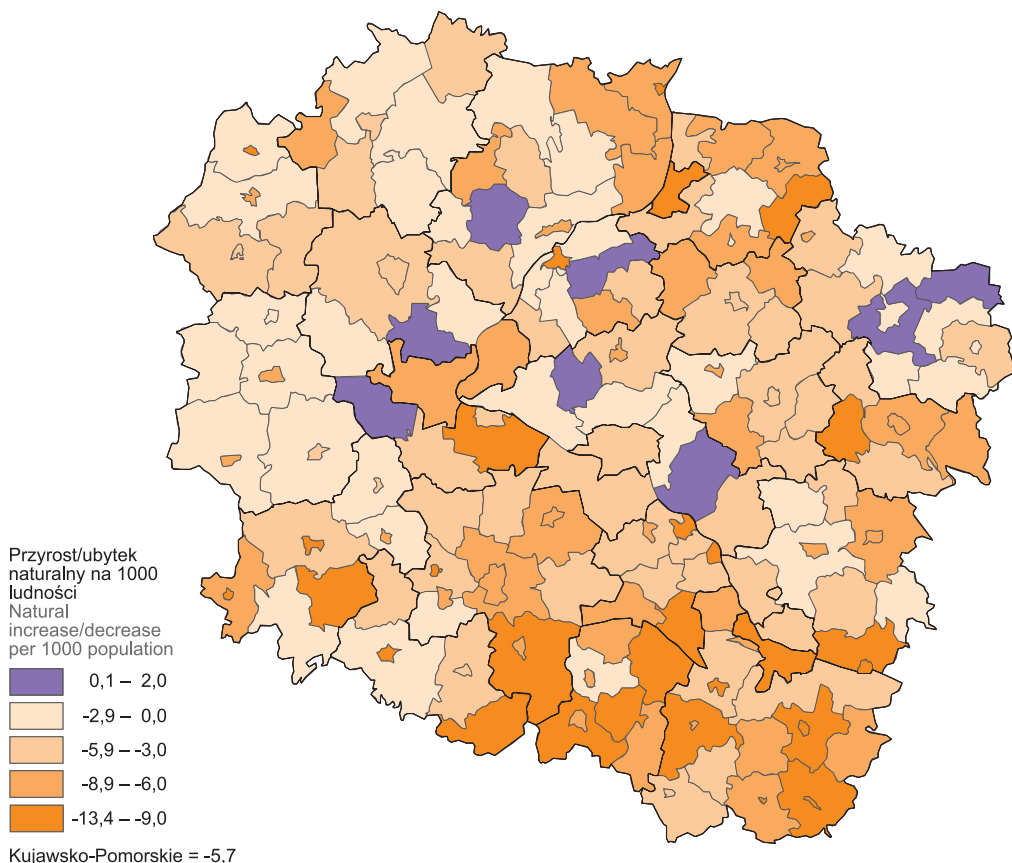 Przyrost/ubytek
naturalny na 1000
ludności
Natural
increase/decrease
per 1000 population
0,1 – 2,0
-2,9 – 0,0
-5,9 – -3,0
-8,9 – -6,0
-13,4 – -9,0
Kujawsko-Pomorskie = -5,7